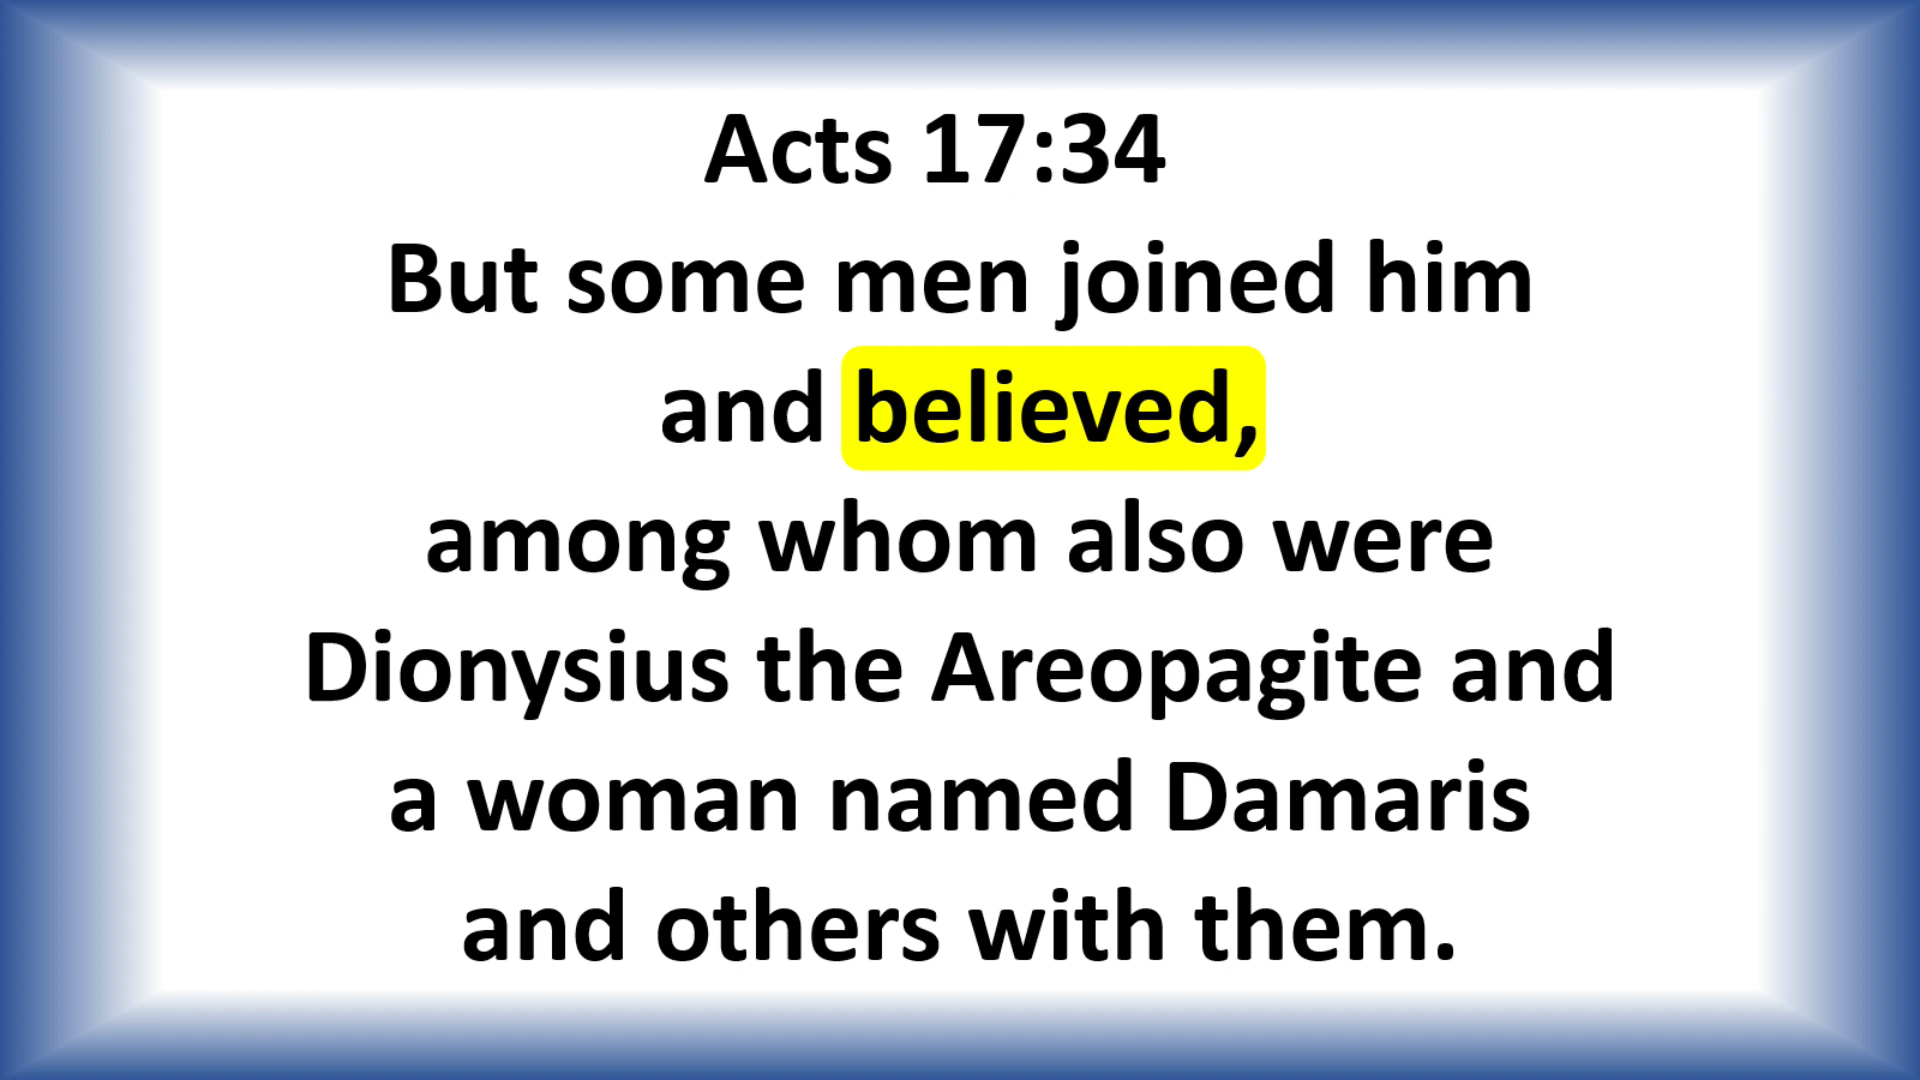 Acts 17:34
But some men joined him
and believed,
among whom also were
Dionysius the Areopagite and
a woman named Damaris
and others with them.